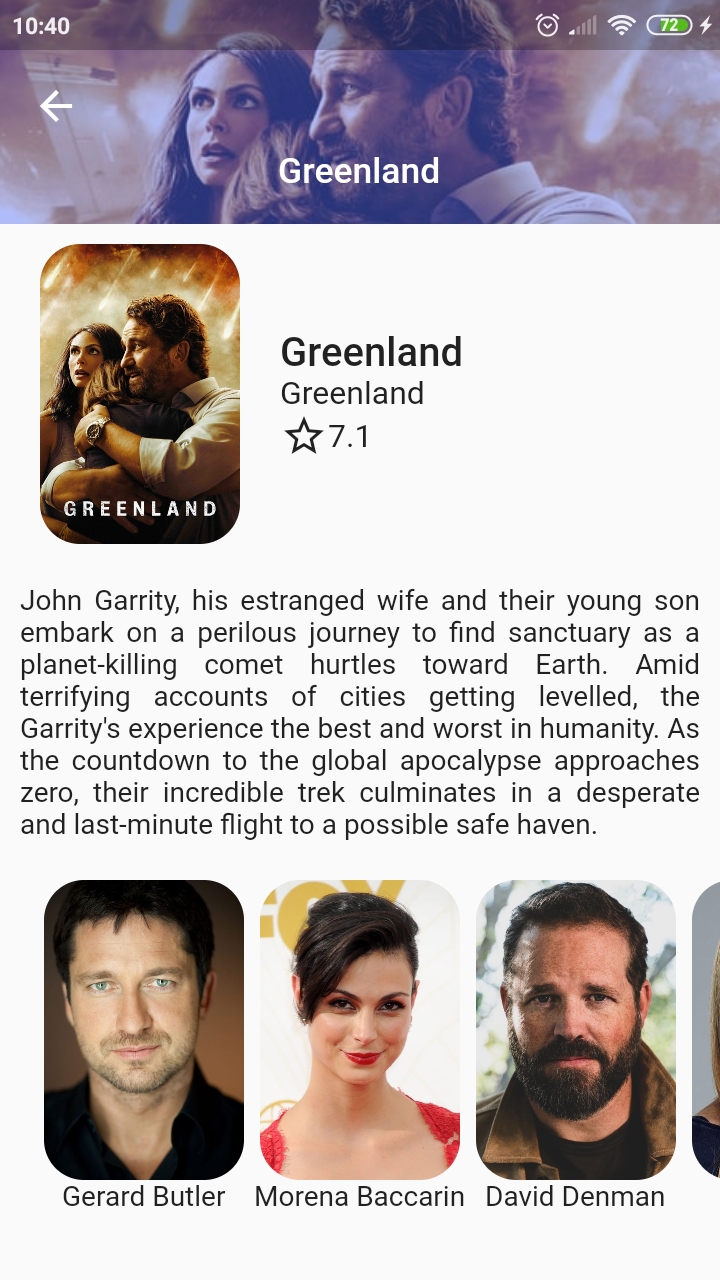 10:40
72
Greenland
GREENLAND
Greenland
Greenland
7.1
John Garrity, his estranged wife and their young son
embark on a perilous journey to find sanctuary as a
planet-killing comet hurtles toward Earth. Amid
terrifying accounts of cities getting levelled, the
Garrity's experience the best and worst in humanity. As
the countdown to the global apocalypse approaches
zero, their incredible trek culminates in a desperate
and last-minute flight to a possible safe haven.
FOX
Gerard Butler
Morena Baccarin
David Denman